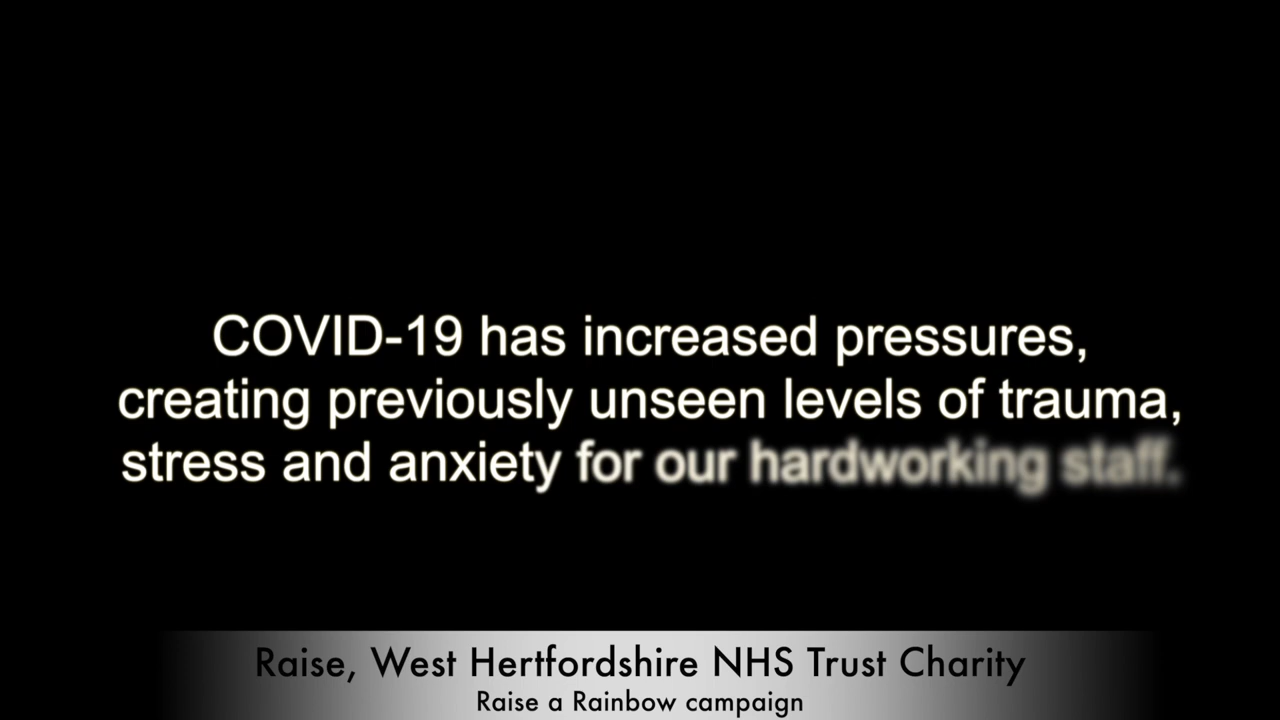 COVID-19 has increased pressures,
creating previously unseen levels of trauma,
stress and anxiety for our hardworking staff.
Raise, West Hertfordshire NHS Trust Charity
Raise a Rainbow campaign